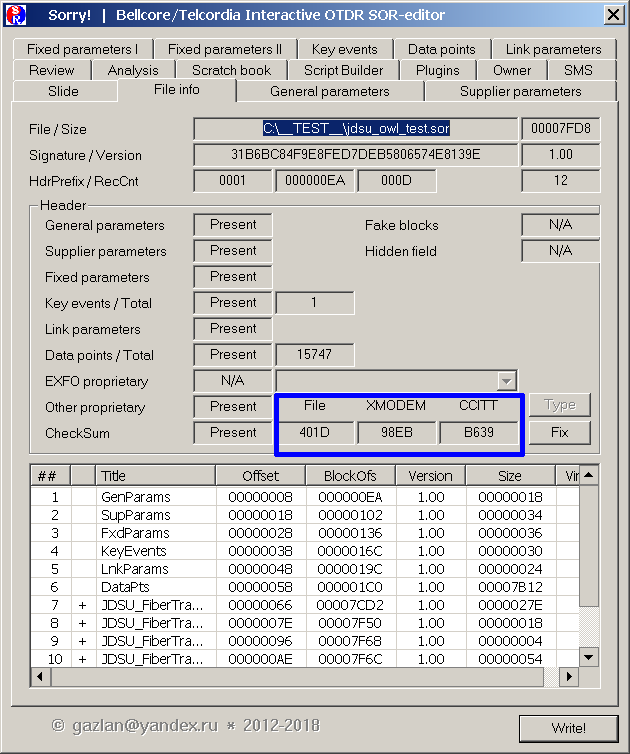 Sorry! | Bellcore/Telcordia Interactive OTDR SOR-editor
Fixed parameters I Fixed parameters II Key events Data points Link parameters
Review Analysis Scratch book Script Builder Plugins Owner SMS
Slide File info General parameters Supplier parameters
File / Size C:\__TEST__\jdsu_owl_test.sor 00007FD8
Signature / Version 31B6BC84F9E8FED7DEB5806574E8139E 1.00
HdrPrefix / RecCnt 0001 000000EA 000D 12
Header
General parameters Present Fake blocks N/A
Supplier parameters Present Hidden field N/A
Fixed parameters Present
Key events / Total Present 1
Link parameters Present
Data points / Total Present 15747
EXFO proprietary N/A
Other proprietary Present File XMODEM CCITT Type
CheckSum Present 401D 98EB B639 Fix
## Title Offset BlockOfs Version Size Vir
1 GenParams 00000008 000000EA 1.00 00000018
2 SupParams 00000018 00000102 1.00 00000034
3 FxdParams 00000028 00000136 1.00 00000036
4 KeyEvents 00000038 0000016C 1.00 00000030
5 LnkParams 00000048 0000019C 1.00 00000024
6 DataPts 00000058 000001C0 1.00 00007B12
7 + JDSU_FiberTra... 00000066 00007CD2 1.00 0000027E
8 + JDSU_FiberTra... 0000007E 00007F50 1.00 00000018
9 + JDSU_FiberTra... 00000096 00007F68 1.00 00000004
10 + JDSU_FiberTra... 000000AE 00007F6C 1.00 00000054
© gazlan@yandex.ru * 2012-2018 Write!